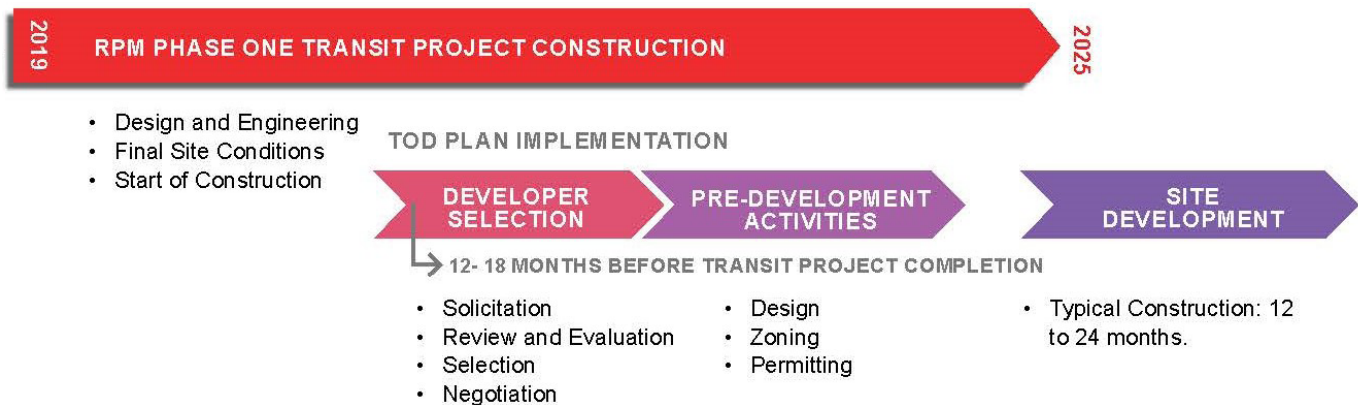 2019
RPM PHASE ONE TRANSIT PROJECT CONSTRUCTION
2025
• Design and Engineering
• Final Site Conditions
• Start of Construction
TOD PLAN IMPLEMENTATION
DEVELOPER
SELECTION
PRE-DEVELOPMENT
ACTIVITIES
SITE
DEVELOPMENT
12- 18 MONTHS BEFORE TRANSIT PROJECT COMPLETION
• Solicitation
• Review and Evaluation
• Selection
• Negotiation
• Design
• Zoning
• Permitting
• Typical Construction: 12
to 24 months.